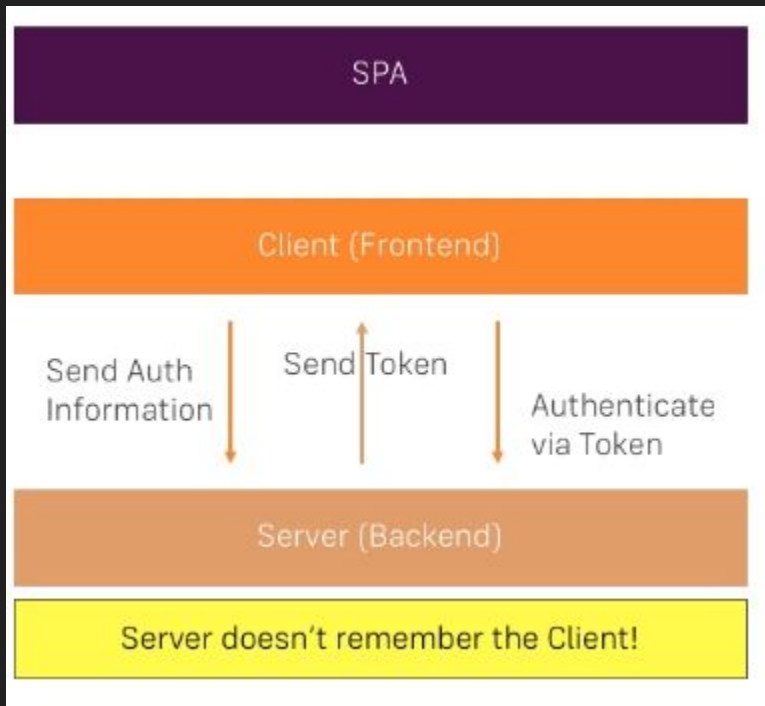 SPA
Client (Frontend)
Send Auth
Information
Send Token
Authenticate
via Token
Server (Backend)
Server doesn't remember the Client!